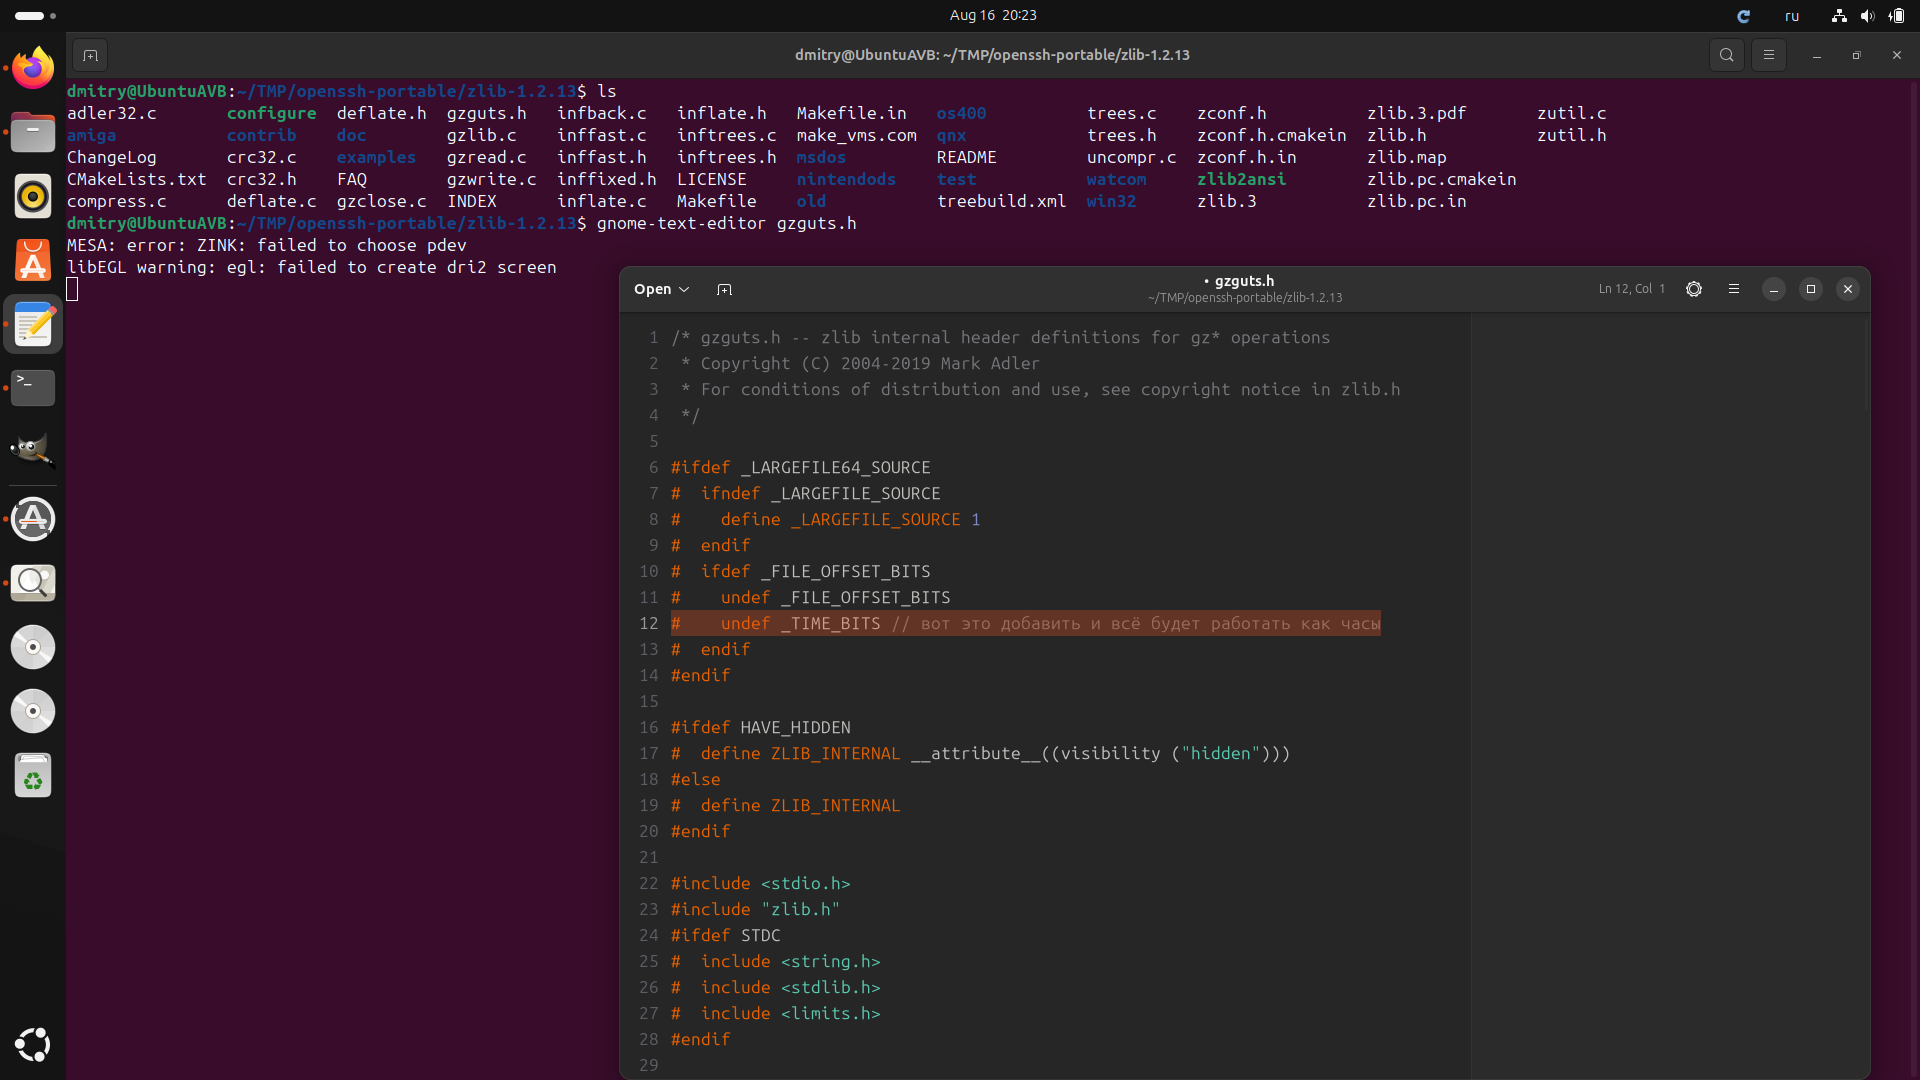 Aug 16 20:23
ru
dmitry@UbuntuAVB: ~/TMP/openssh-portable/zlib-1.2.13
dmitry@UbuntuAVB:~/TMP/openssh-portable/zlib-1.2.13$ ls
adler32.c configure deflate.h gzguts.h infback.c inflate.h Makefile.in os400 trees.c zconf.h zlib.3.pdf zutil.c
amiga contrib doc gzlib.c inffast.c inftrees.c make_vms.com qnx trees.h zconf.h.cmakein zlib.h zutil.h
ChangeLog crc32.c examples gzread.c inffast.h inftrees.h msdos README uncompr.c zconf.h.in zlib.map
CMakeLists.txt crc32.h FAQ gzwrite.c inffixed.h LICENSE nintendods test watcom zlib2ansi zlib.pc.cmakein
compress.c deflate.c gzclose.c INDEX inflate.c Makefile old treebuild.xml win32 zlib.3 zlib.pc.in
dmitry@UbuntuAVB:~/TMP/openssh-portable/zlib-1.2.13$ gnome-text-editor gzguts.h
MESA: error: ZINK: failed to choose pdev
libEGL warning: egl: failed to create dri2 screen
Open
• gzguts.h
~/TMP/openssh-portable/zlib-1.2.13
Ln 12, Col 1
1 /* gzguts.h -- zlib internal header definitions for gz* operations
2 * Copyright (C) 2004-2019 Mark Adler
3 * For conditions of distribution and use, see copyright notice in zlib.h
4 */
5
6 #ifdef _LARGEFILE64_SOURCE
7 # ifndef _LARGEFILE_SOURCE
8 # define _LARGEFILE_SOURCE 1
9 # endif
10 # ifdef _FILE_OFFSET_BITS
11 # undef _FILE_OFFSET_BITS
12 # undef _TIME_BITS // вот это добавить и всё будет работать как часы
13 # endif
14 #endif
15
16 #ifdef HAVE_HIDDEN
17 # define ZLIB_INTERNAL __attribute__((visibility ("hidden")))
18 #else
19 # define ZLIB_INTERNAL
20 #endif
21
22 #include <stdio.h>
23 #include "zlib.h"
24 #ifdef STDC
25 # include <string.h>
26 # include <stdlib.h>
27 # include <limits.h>
28 #endif
29